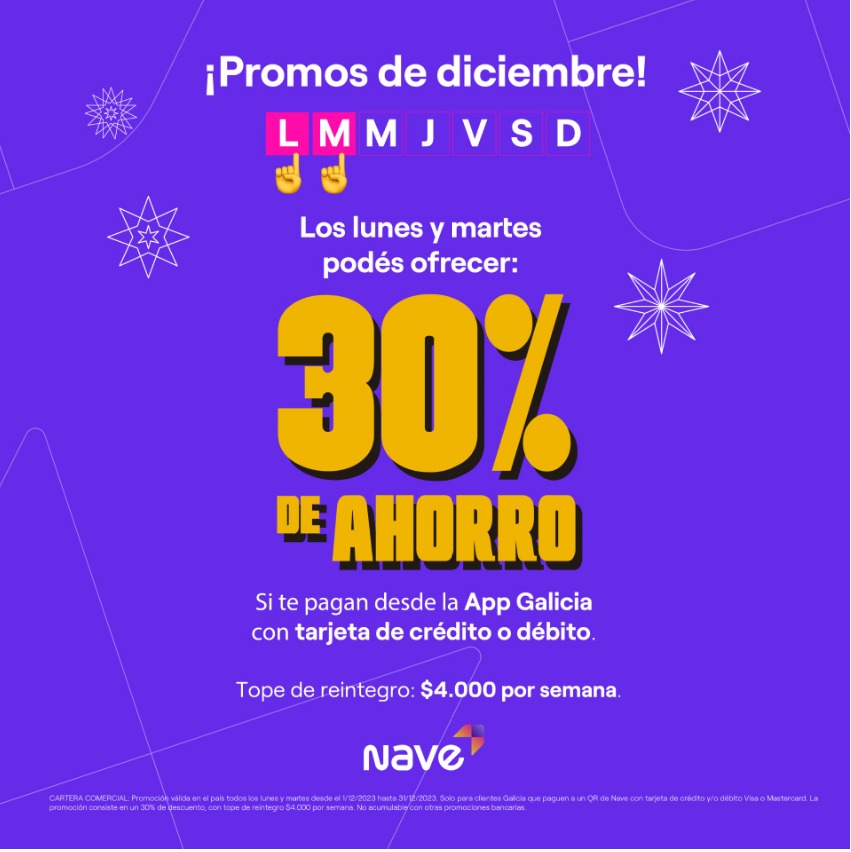 ¡Promos de diciembre!
L M M J V S D
Los lunes y martes
podés ofrecer:
30%
DE AHORRO
Si te pagan desde la App Galicia
con tarjeta de crédito o débito.
Tope de reintegro: $4.000 por semana.
nave
CARTERA COMERCIAL: Promoción válida en el país todos los lunes y martes desde el 1/12/2023 hasta 31/12/2023. Solo para clientes Galicia que paguen a un QR de Nave con tarjeta de crédito y/o débito Visa o Mastercard. La
promoción consiste en un 30% de descuento, con tope de reintegro $4.000 por semana. No acumulable con otras promociones bancarias.